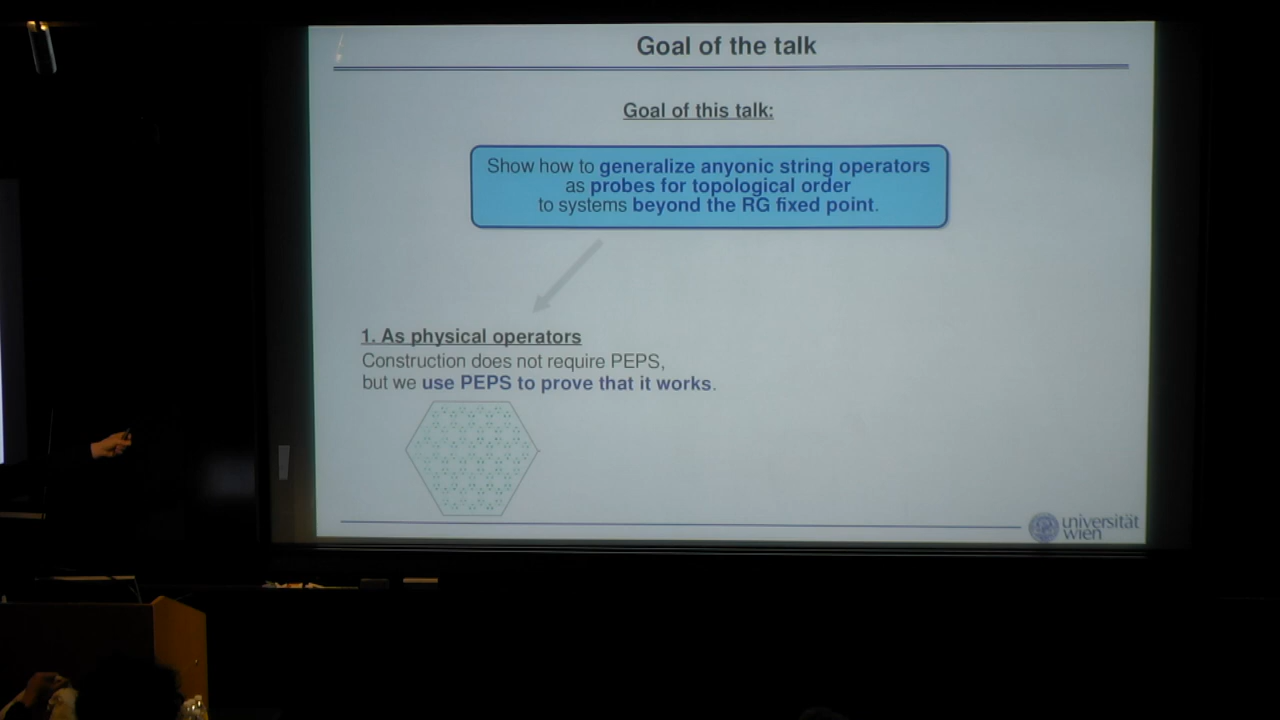 Goal of the talk
Goal of this talk:
Show how to generalize anyonic string operators
as probes for topological order
to systems beyond the RG fixed point.
1. As physical operators
Construction does not require PEPS,
but we use PEPS to prove that it works.
universität
wien